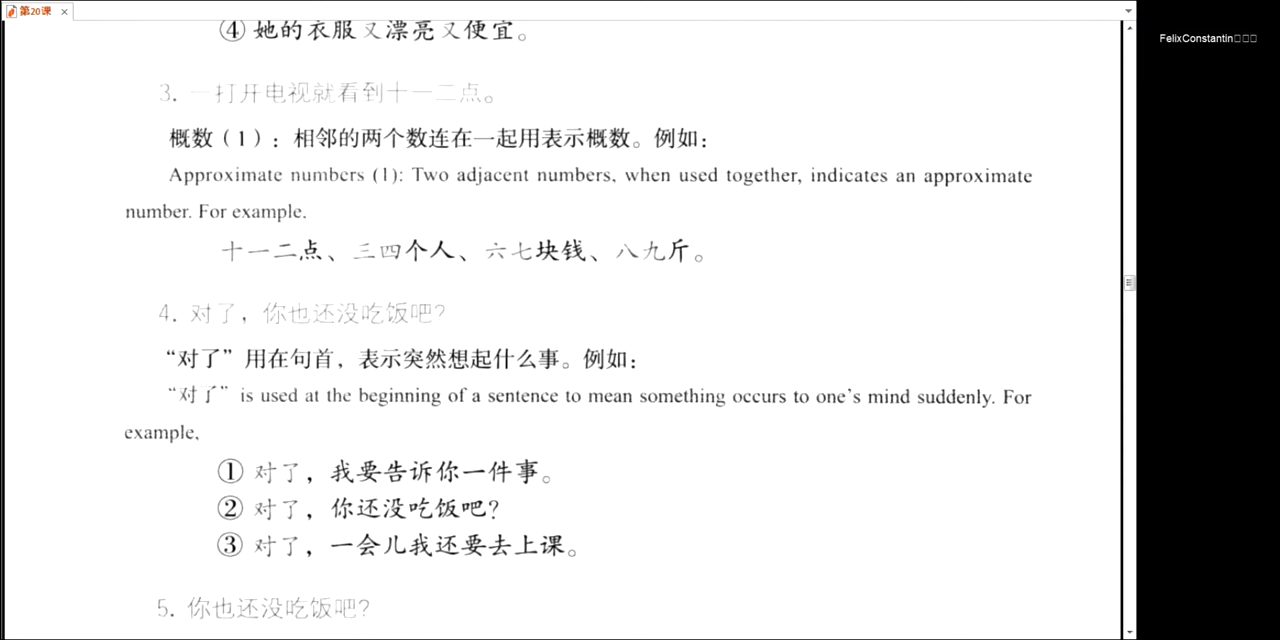 第20课
FelixConstantin□□□
④ 她的衣服又漂亮又便宜。
3. 一打开电视就看到十一二点。
概数（1）：相邻的两个数连在一起用表示概数。例如：
Approximate numbers (1): Two adjacent numbers, when used together, indicates an approximate
number. For example.
十一二点、三四个人、六七块钱、八九斤。
4. 对了，你也还没吃饭吧？
“对了”用在句首，表示突然想起什么事。例如：
“对了” is used at the beginning of a sentence to mean something occurs to one's mind suddenly. For
example,
① 对了，我要告诉你一件事。
② 对了，你还没吃饭吧？
③ 对了，一会儿我还要去上课。
5. 你也还没吃饭吧？